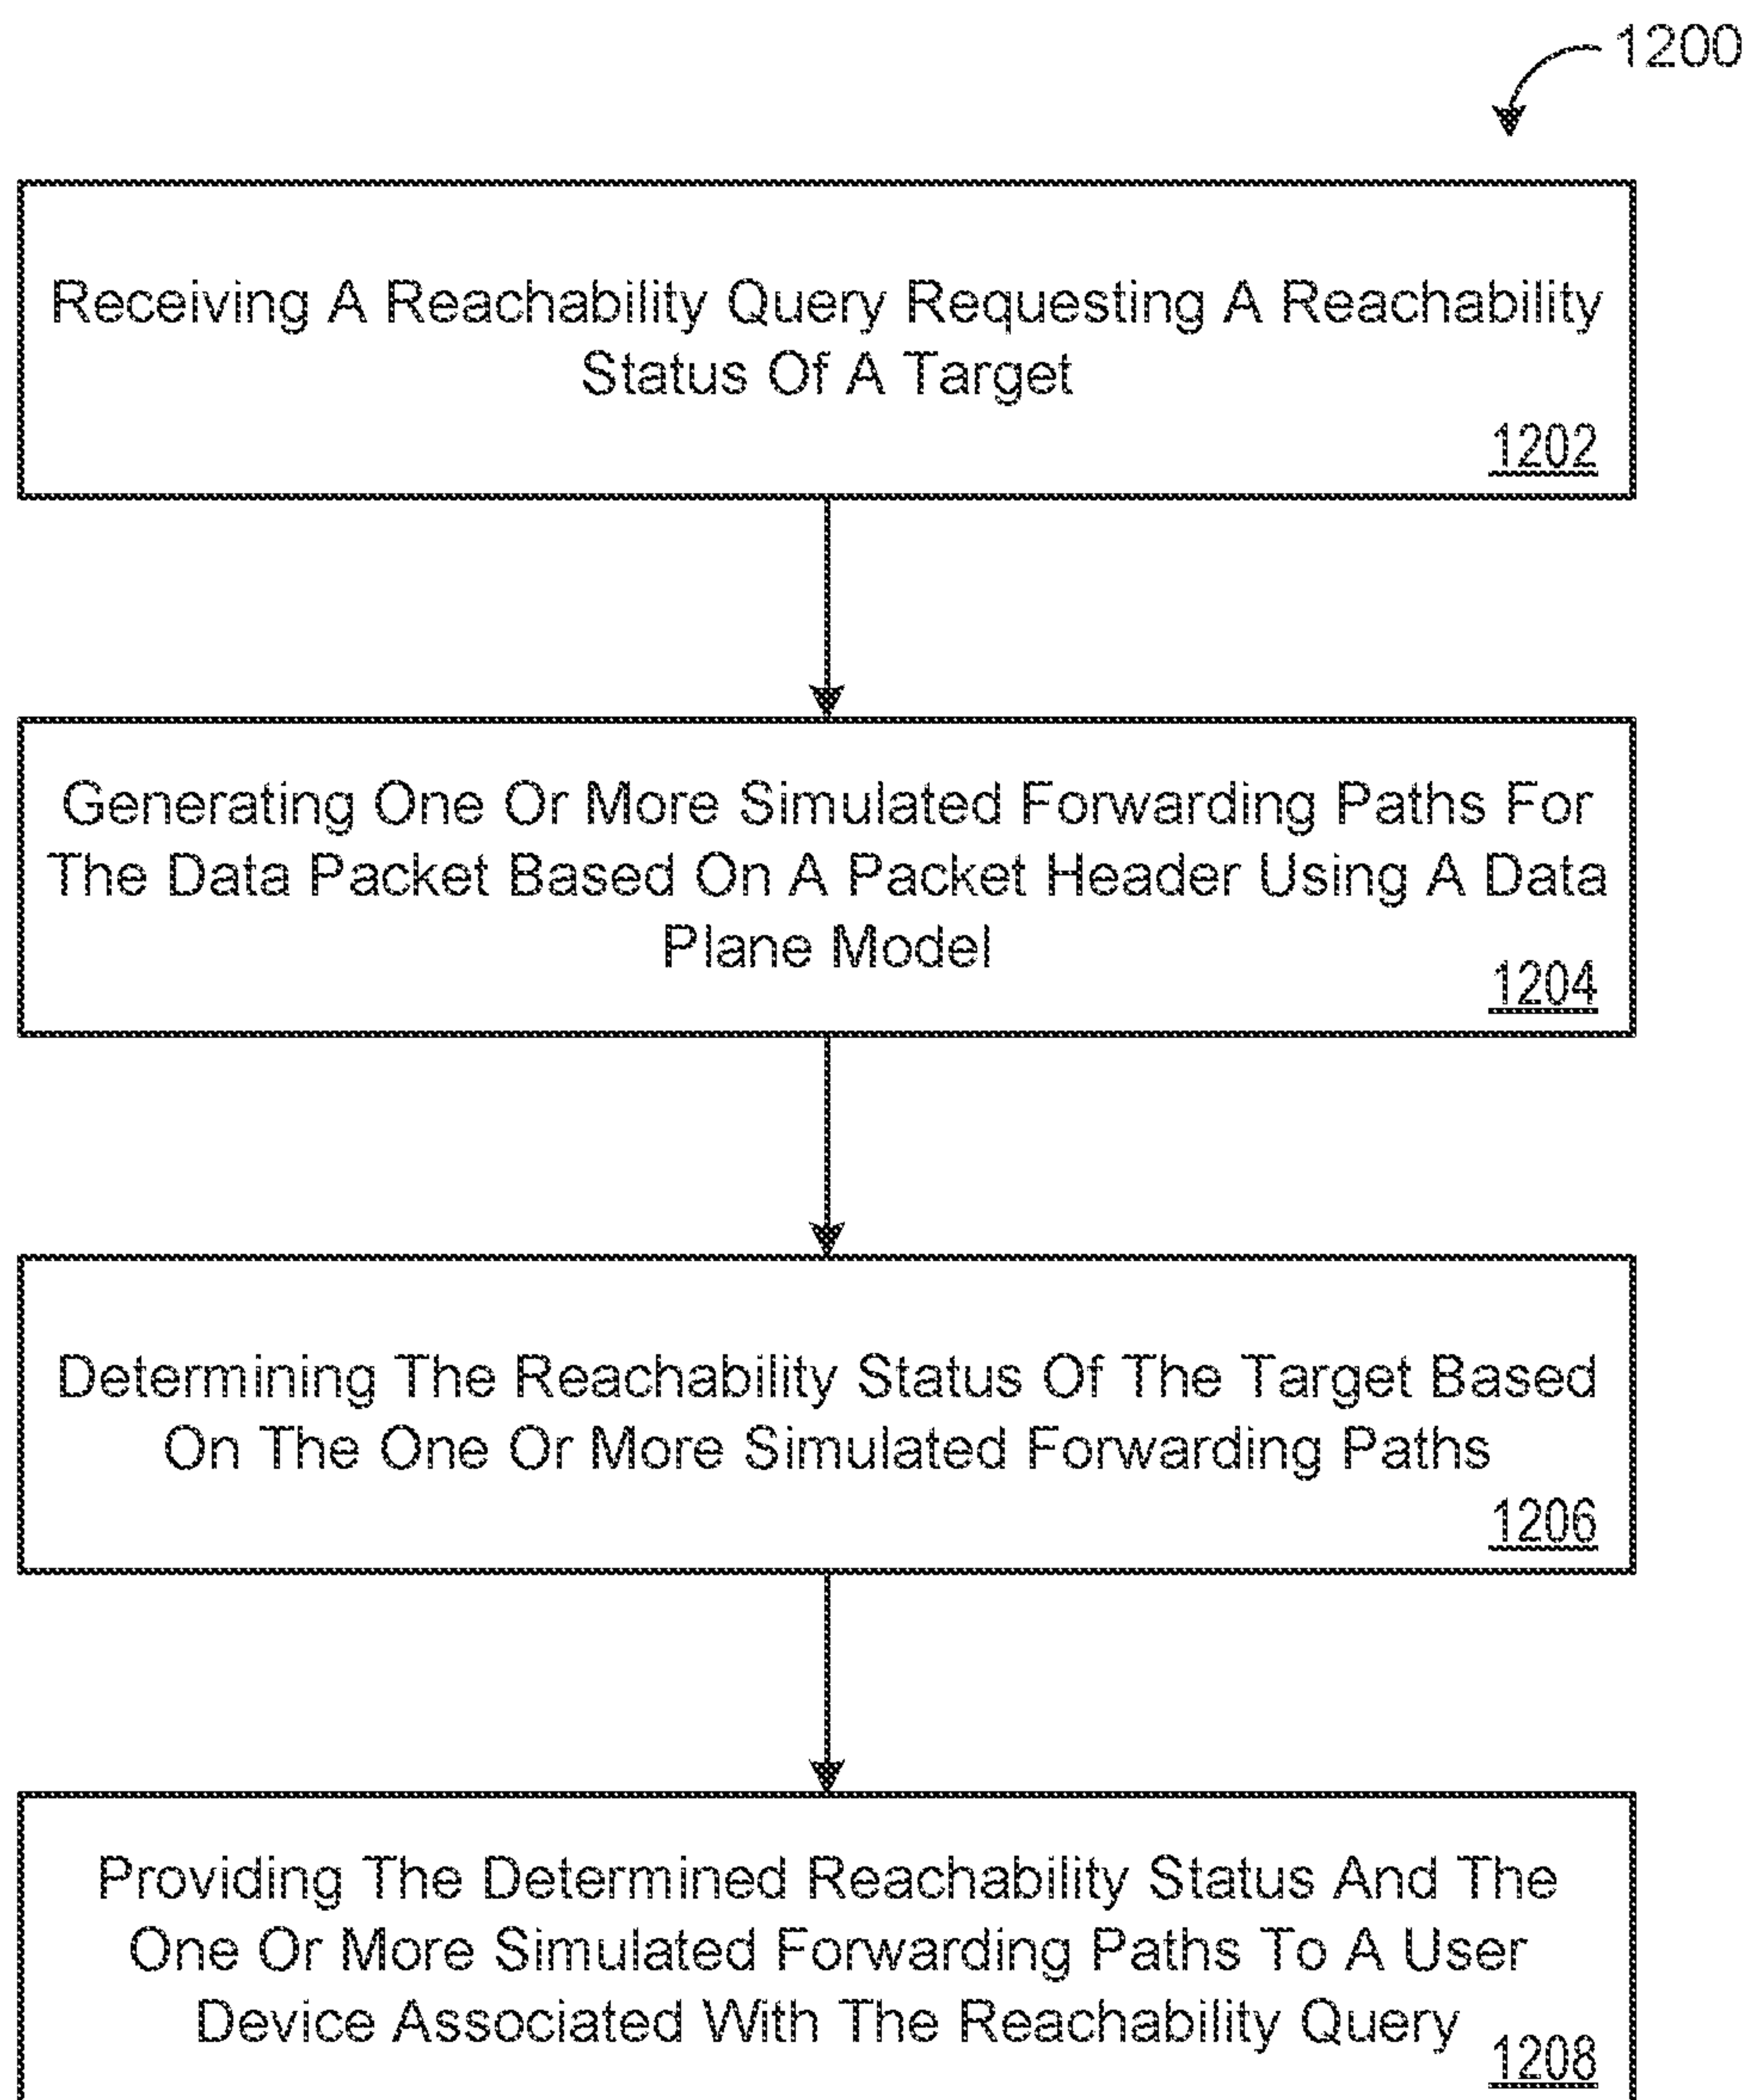 1200
Receiving A Reachability Query Requesting A Reachability
Status Of A Target
1202
Generating One Or More Simulated Forwarding Paths For
The Data Packet Based On A Packet Header Using A Data
Plane Model
1204
Determining The Reachability Status Of The Target Based
On The One Or More Simulated Forwarding Paths
1206
Providing The Determined Reachability Status And The
One Or More Simulated Forwarding Paths To A User
Device Associated With The Reachability Query
1208